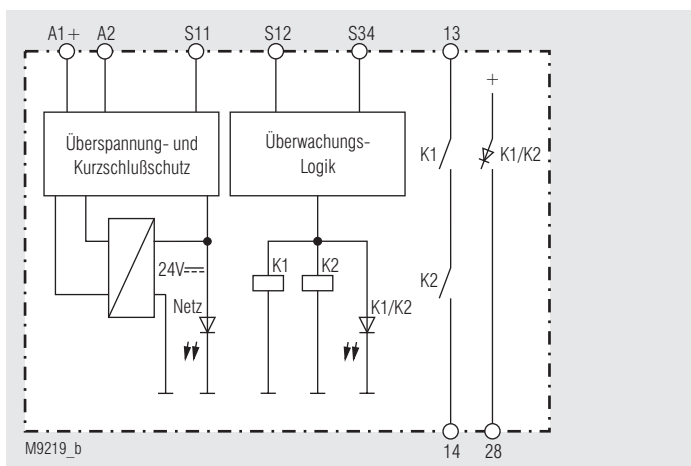 A1+ A2 S11 S12 S34 13
+
Überspannung- und
Kurzschlußschutz
Überwachungs-
Logik
K1
K1/K2
24V
K1
K2
K2
Netz
K1/K2
M9219_b
14 28